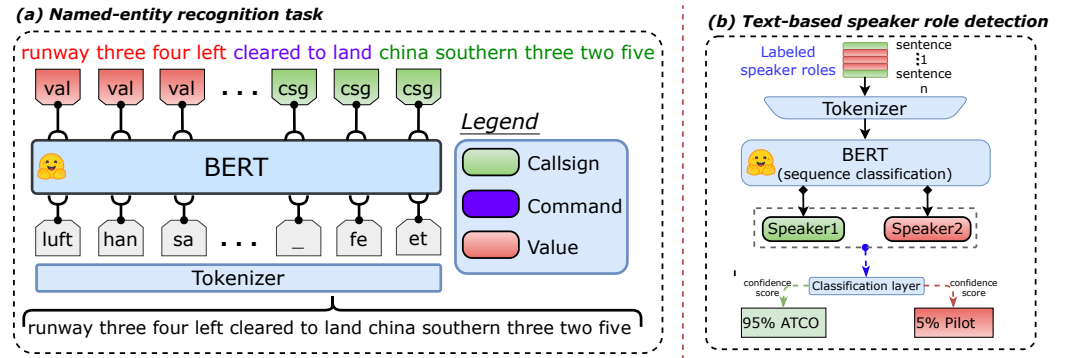 (a) Named-entity recognition task
runway three four left cleared to land china southern three two five
val val val ... csg csg csg
BERT
luft han sa ... _ fe et
Tokenizer
runway three four left cleared to land china southern three two five
Legend
Callsign
Command
Value
(b) Text-based speaker role detection
Labeled
speaker roles
sentence
1
sentence
n
Tokenizer
BERT
(sequence classification)
Speaker1 Speaker2
Classification layer
confidence
score
confidence
score
95% ATCO
5% Pilot